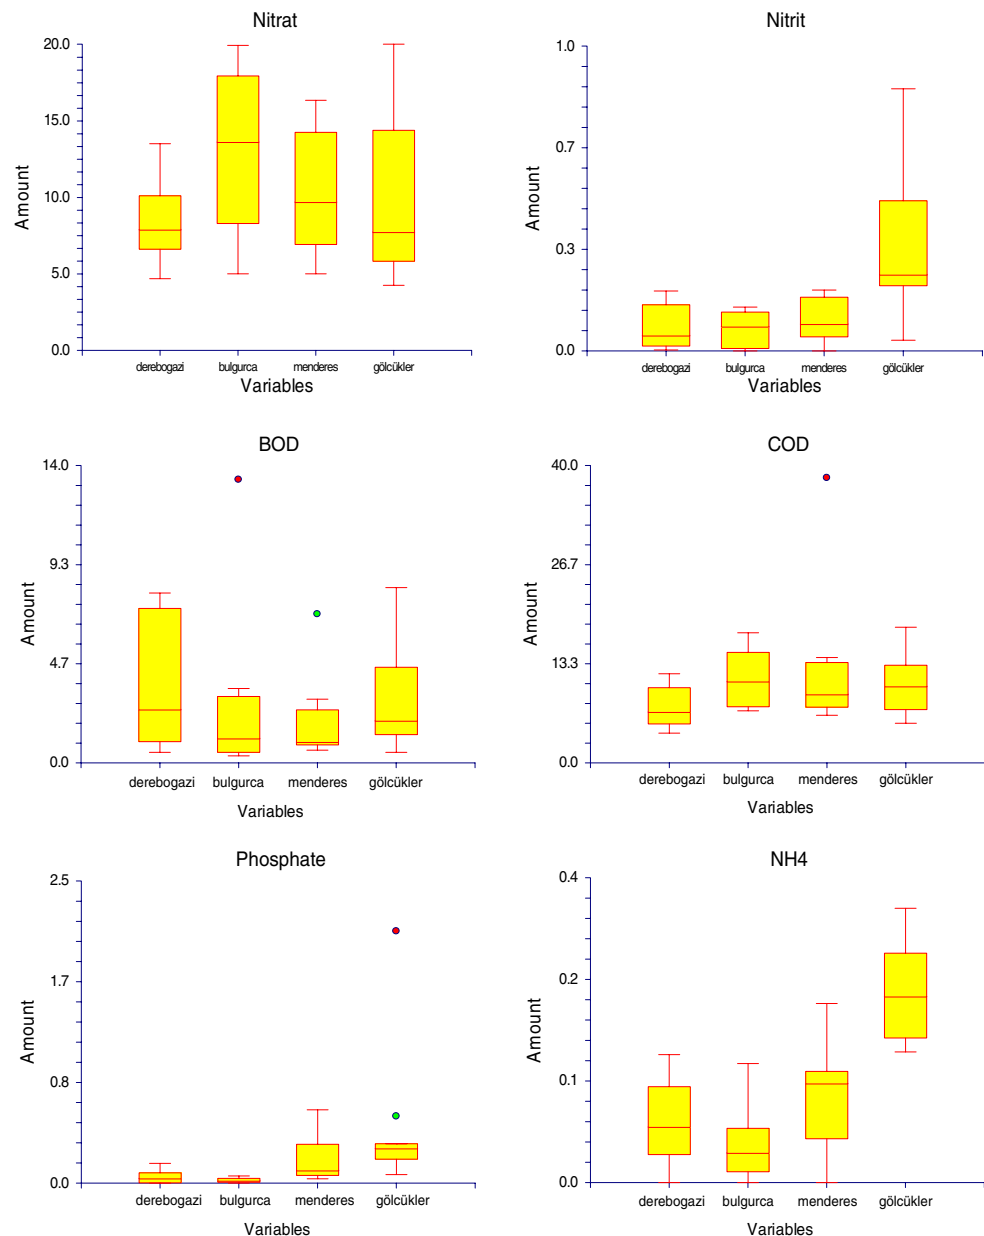 Nitrat
Amount
20.0
15.0
10.0
5.0
0.0
derebogazi bulgurca menderes gölcükler
Variables
Nitrit
Amount
1.0
0.7
0.3
0.0
derebogazi bulgurca menderes gölcükler
Variables
BOD
Amount
14.0
9.3
4.7
0.0
derebogazi bulgurca menderes gölcükler
Variables
COD
Amount
40.0
26.7
13.3
0.0
derebogazi bulgurca menderes gölcükler
Variables
Phosphate
Amount
2.5
1.7
0.8
0.0
derebogazi bulgurca menderes gölcükler
Variables
NH4
Amount
0.4
0.2
0.1
0.0
derebogazi bulgurca menderes gölcükler
Variables